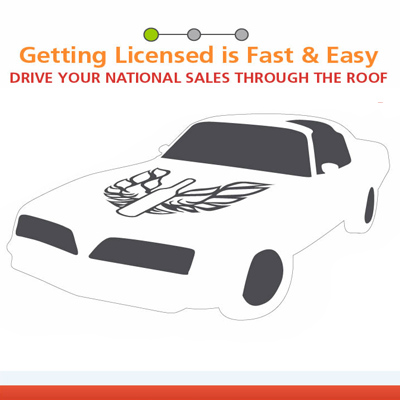 Getting Licensed is Fast & Easy
DRIVE YOUR NATIONAL SALES THROUGH THE ROOF